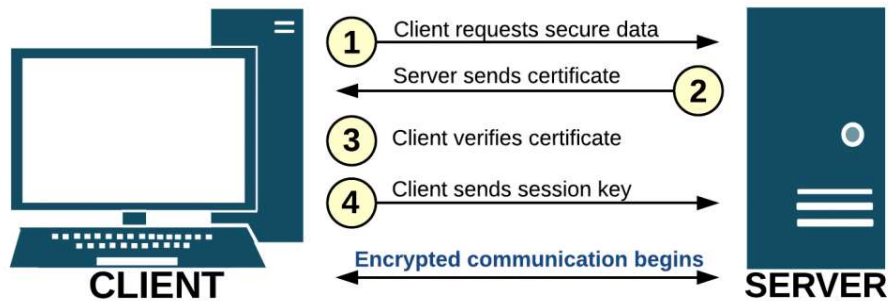 1 Client requests secure data
Server sends certificate 2
3 Client verifies certificate
4 Client sends session key
Encrypted communication begins
CLIENT
SERVER